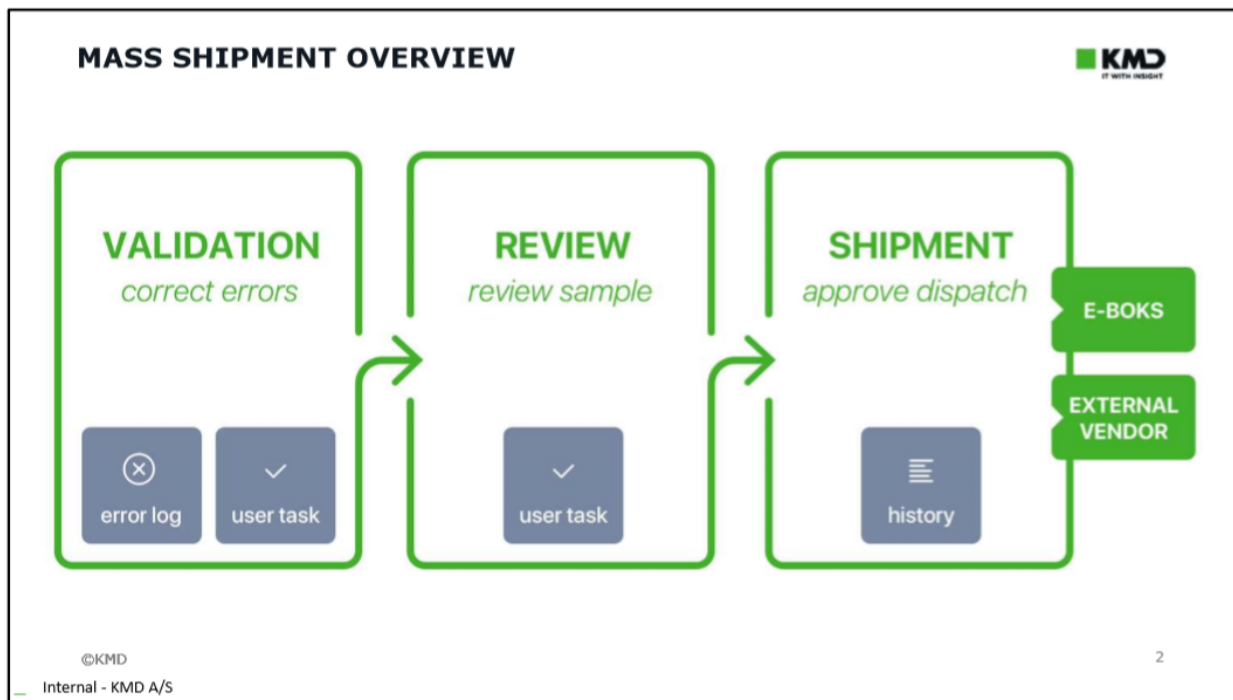 MASS SHIPMENT OVERVIEW
KMD
IT WITH INSIGHT
VALIDATION
correct errors
error log
user task
REVIEW
review sample
user task
SHIPMENT
approve dispatch
history
E-BOKS
EXTERNAL
VENDOR
©KMD
2
Internal - KMD A/S